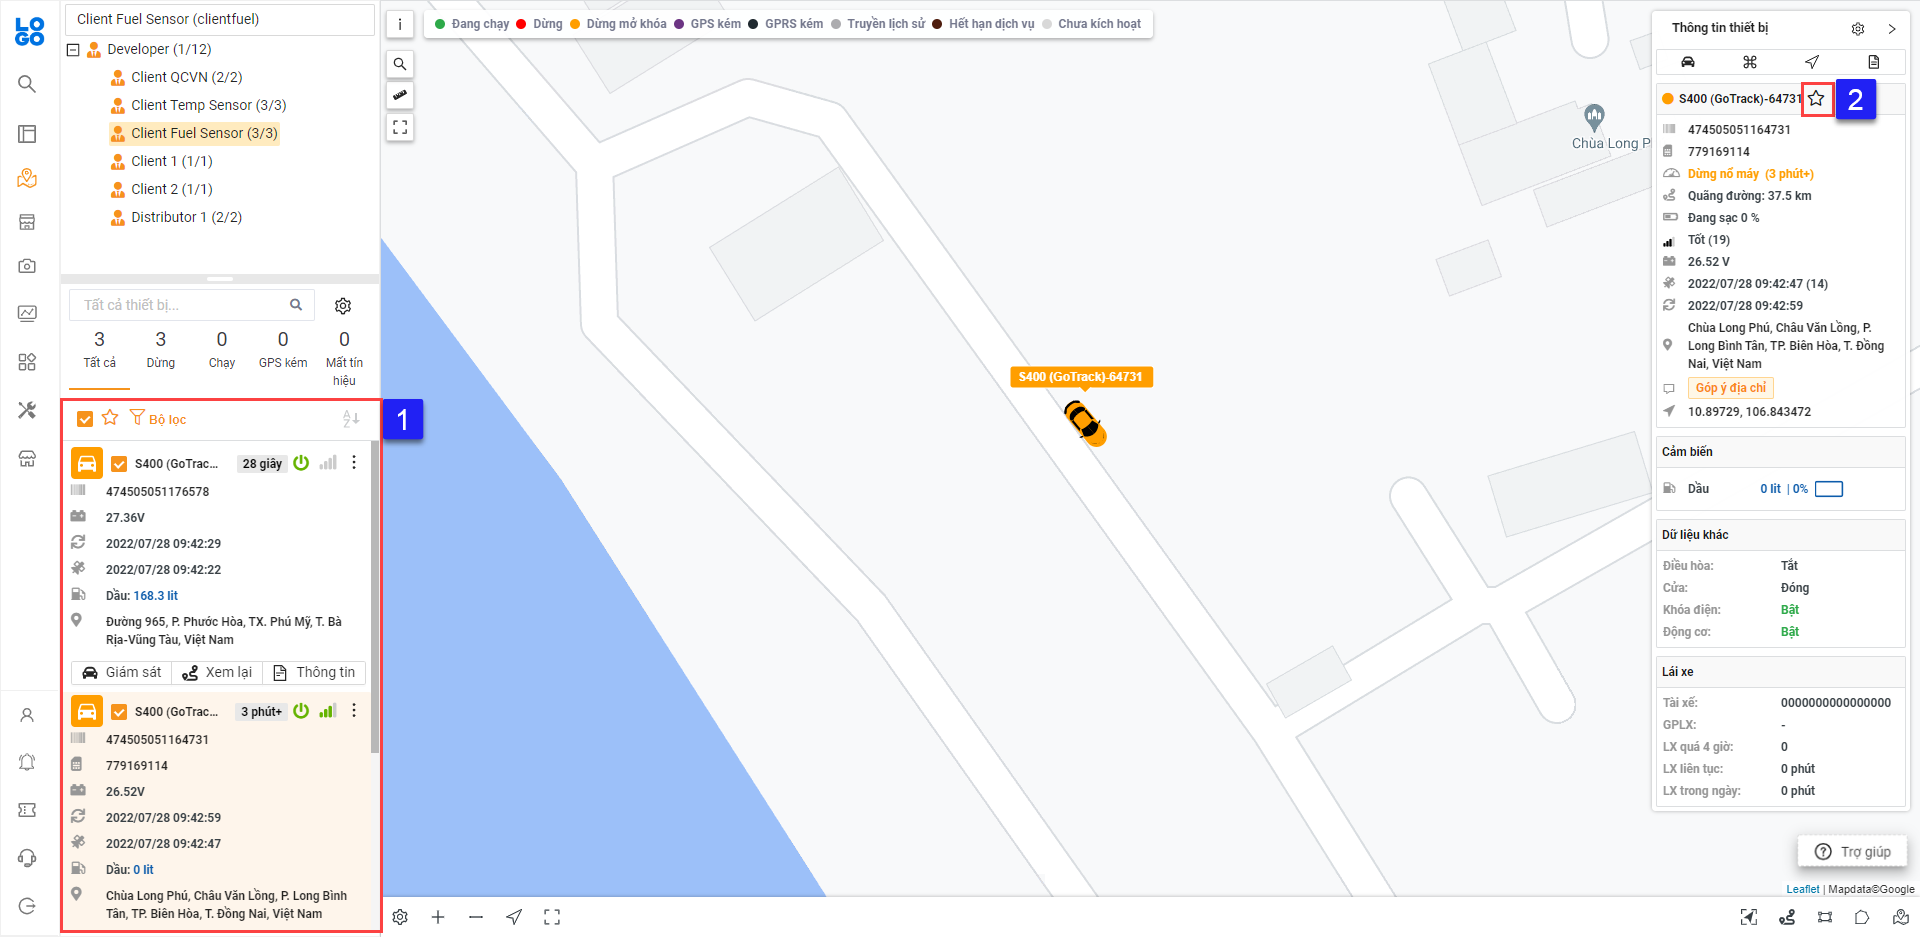 LO
GO
Client Fuel Sensor (clientfuel)
Developer (1/12)
Client QCVN (2/2)
Client Temp Sensor (3/3)
Client Fuel Sensor (3/3)
Client 1 (1/1)
Client 2 (1/1)
Distributor 1 (2/2)
Tất cả thiết bị...
3 3 0 0 0
Tất cả Dừng Chạy GPS kém Mất tín
hiệu
Bộ lọc
A
Z
1
S400 (GoTrac... 28 giây
474505051176578
27.36V
2022/07/28 09:42:29
2022/07/28 09:42:22
Dầu: 168.3 lit
Đường 965, P. Phước Hòa, TX. Phú Mỹ, T. Bà
Rịa-Vũng Tàu, Việt Nam
Giám sát Xem lại Thông tin
S400 (GoTrac... 3 phút+
474505051164731
779169114
26.52V
2022/07/28 09:42:59
2022/07/28 09:42:47
Dầu: 0 lit
Chùa Long Phú, Châu Văn Lồng, P. Long Bình
Tân, TP. Biên Hòa, T. Đồng Nai, Việt Nam
i
Đang chạy Dừng Dừng mở khóa GPS kém GPRS kém Truyền lịch sử Hết hạn dịch vụ Chưa kích hoạt
Chùa Long P
S400 (GoTrack)-64731
Thông tin thiết bị
S400 (GoTrack)-64731
2
474505051164731
779169114
Dừng nổ máy (3 phút+)
Quãng đường: 37.5 km
Đang sạc 0 %
Tốt (19)
26.52 V
2022/07/28 09:42:47 (14)
2022/07/28 09:42:59
Chùa Long Phú, Châu Văn Lồng, P.
Long Bình Tân, TP. Biên Hòa, T. Đồng
Nai, Việt Nam
Góp ý địa chỉ
10.89729, 106.843472
Cảm biến
Dầu 0 lit | 0%
Dữ liệu khác
Điều hòa: Tắt
Cửa: Đóng
Khóa điện: Bật
Động cơ: Bật
Lái xe
Tài xế: 0000000000000000
GPLX: -
LX quá 4 giờ: 0
LX liên tục: 0 phút
LX trong ngày: 0 phút
Trợ giúp
Leaflet | Mapdata©Google